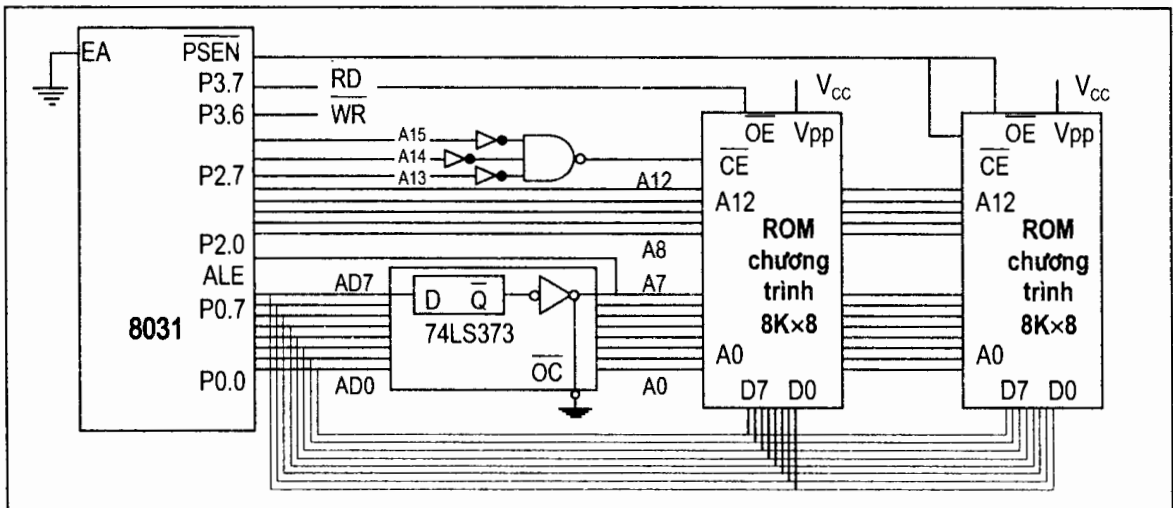 EA
PSEN
P3.7
P3.6
P2.7
P2.0
ALE
P0.7
8031
P0.0
RD
WR
A15
A14
A13
A12
A8
A7
A0
AD7
AD0
D Q
74LS373
OC
VCC
OE Vpp
CE
A12
ROM
chương
trình
8K×8
A0
D7 D0
VCC
OE Vpp
CE
A12
ROM
chương
trình
8K×8
A0
D7 D0